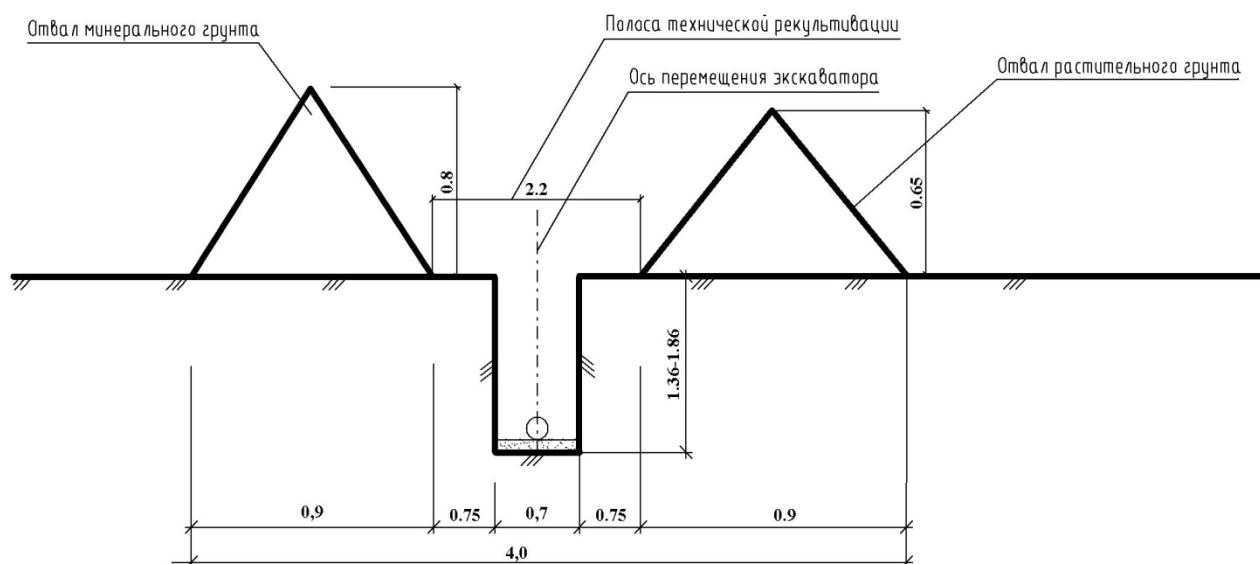 Отвал минерального грунта
Полоса технической рекультивации
Ось перемещения экскаватора
Отвал растительного грунта
0.8
2.2
0.65
1.36-1.86
0,9
0.75
0,7
0.75
0.9
4,0